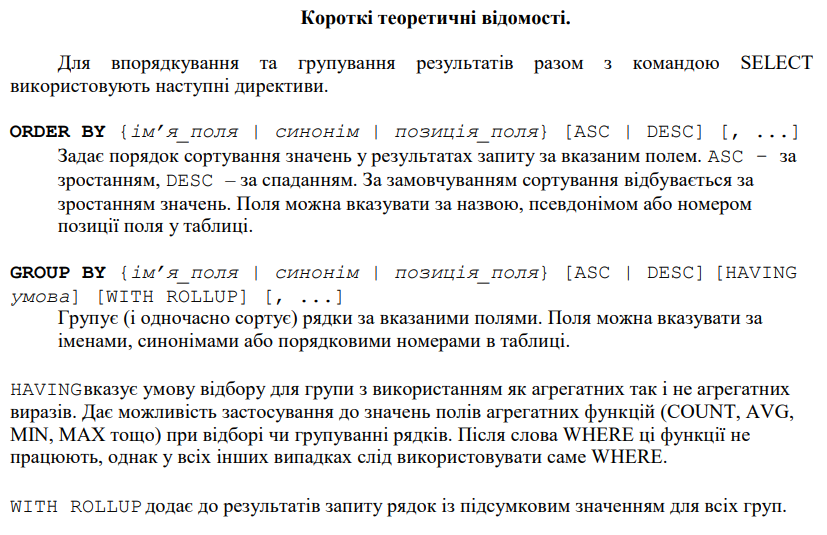 Короткі теоретичні відомості.
Для впорядкування та групування результатів разом з командою SELECT
використовують наступні директиви.
ORDER BY {ім’я_поля | синонім | позиція_поля} [ASC | DESC] [, ...]
Задає порядок сортування значень у результатах запиту за вказаним полем. ASC – за
зростанням, DESC – за спаданням. За замовчуванням сортування відбувається за
зростанням значень. Поля можна вказувати за назвою, псевдонімом або номером
позиції поля у таблиці.
GROUP BY {ім’я_поля | синонім | позиція_поля} [ASC | DESC] [HAVING
умова] [WITH ROLLUP] [, ...]
Групує (і одночасно сортує) рядки за вказаними полями. Поля можна вказувати за
іменами, синонімами або порядковими номерами в таблиці.
HAVING вказує умову відбору для групи з використанням як агрегатних так і не агрегатних
виразів. Дає можливість застосування до значень полів агрегатних функцій (COUNT, AVG,
MIN, MAX тощо) при відборі чи групуванні рядків. Після слова WHERE ці функції не
працюють, однак у всіх інших випадках слід використовувати саме WHERE.
WITH ROLLUP додає до результатів запиту рядок із підсумковим значенням для всіх груп.